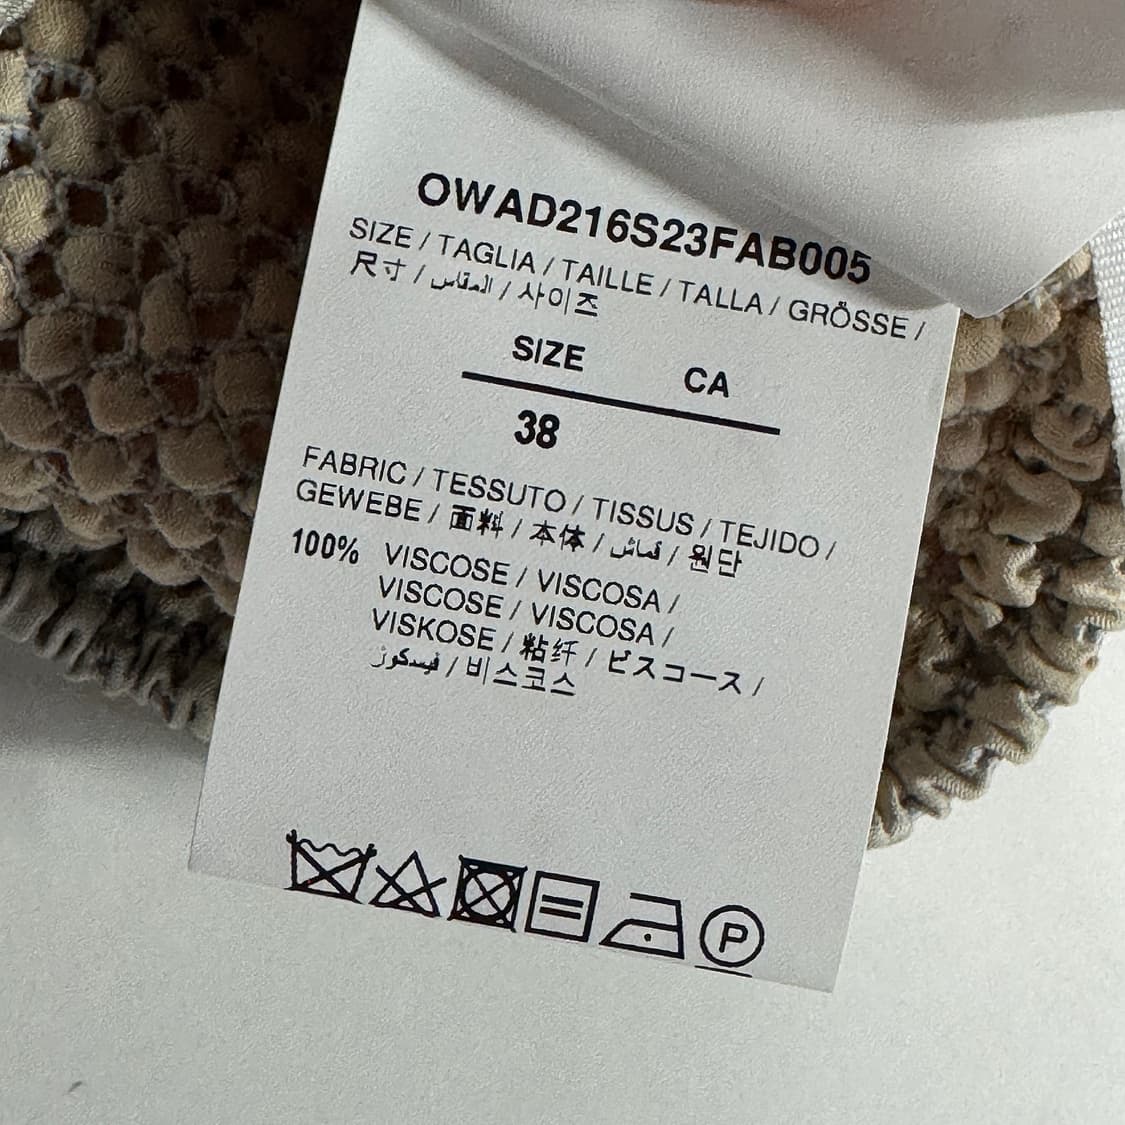 OWAD216S23FAB005
SIZE / TAGLIA / TAILLE / TALLA / GRÖSSE /
尺寸 / المقاس / 사이즈
SIZE CA
38
FABRIC / TESSUTO / TISSUS / TEJIDO /
GEWEBE / 面料 / 本体 / قماش / 원단
100% VISCOSE / VISCOSA /
VISCOSE / VISCOSA /
VISKOSE / 粘纤 / ビスコース /
فيسكوز / 비스코스
P